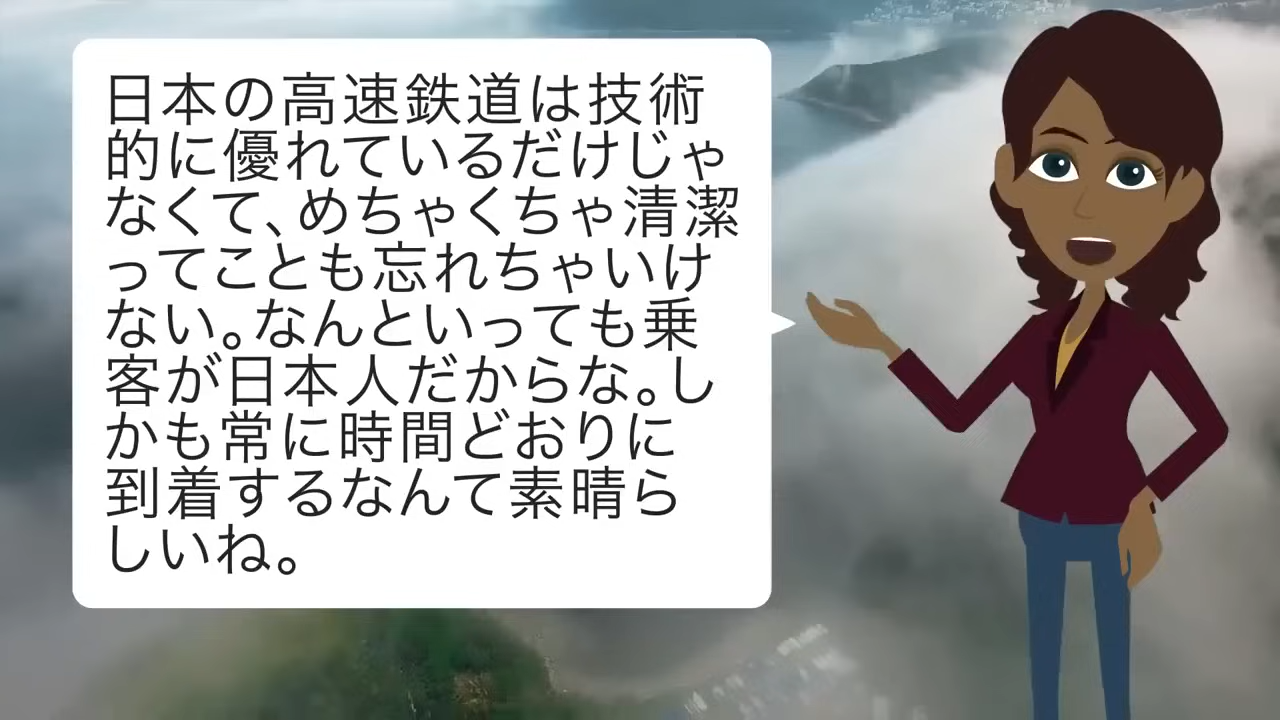 日本の高速鉄道は技術
的に優れているだけじゃ
なくて、めちゃくちゃ清潔
ってことも忘れちゃいけ
ない。なんといっても乗
客が日本人だからな。し
かも常に時間どおりに
到着するなんて素晴ら
しいね。